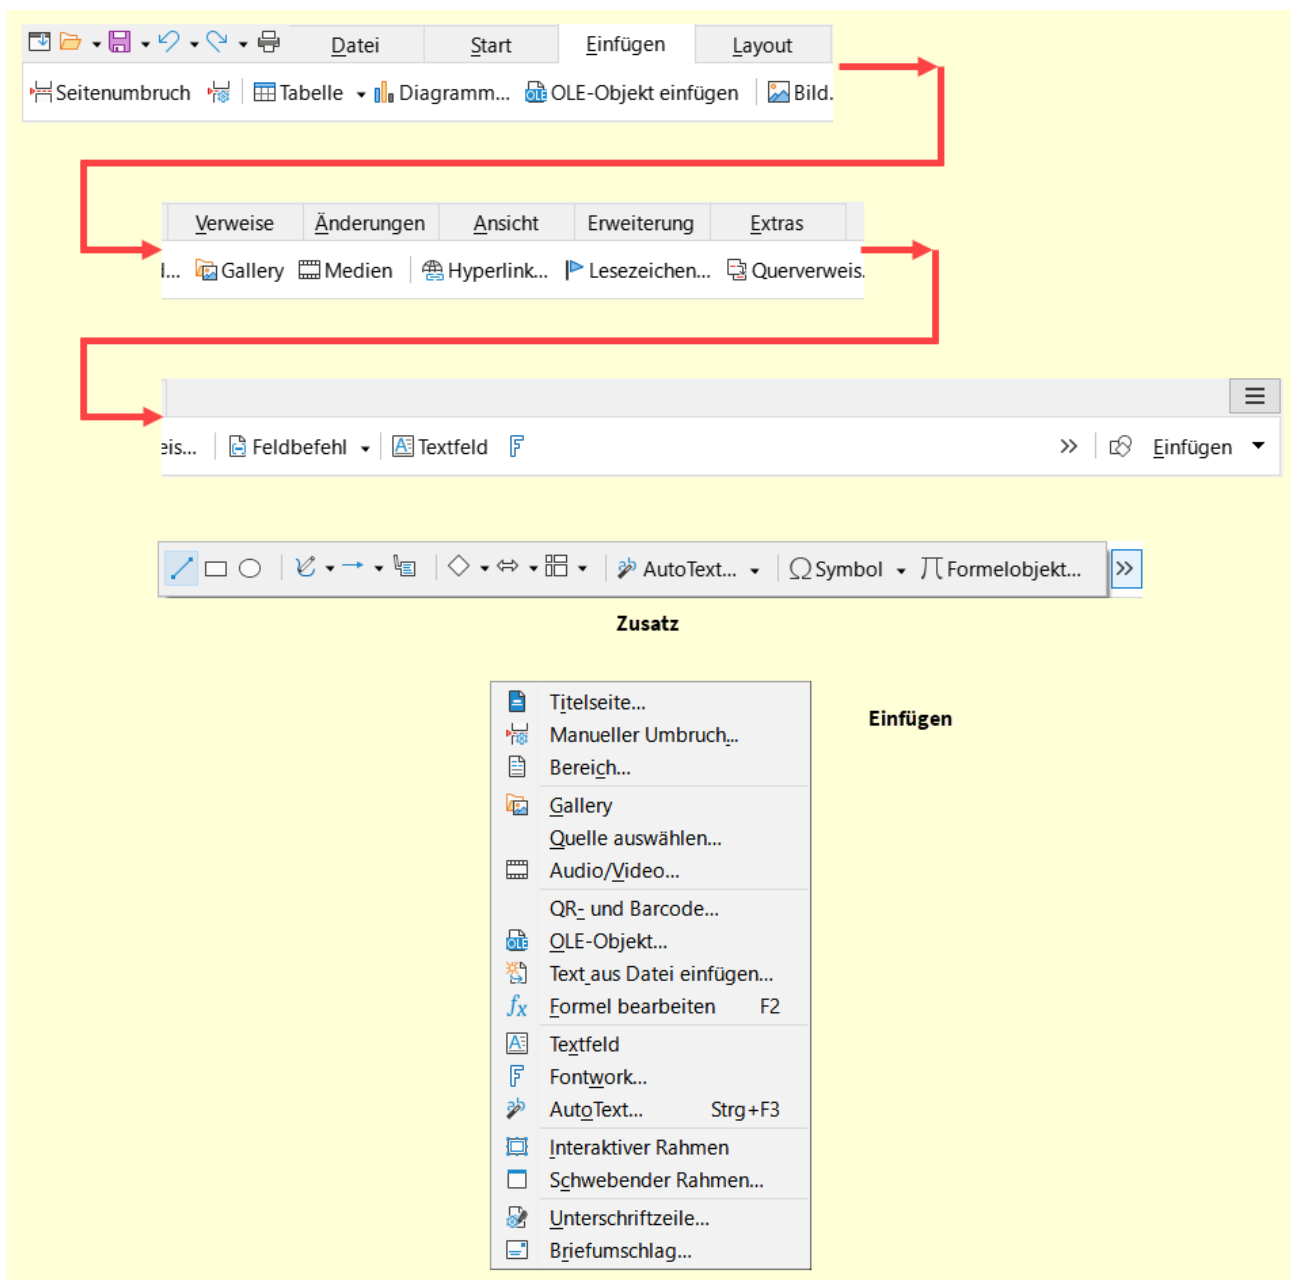 Datei Start Einfügen Layout
Seitenumbruch Tabelle Diagramm... OLE OLE-Objekt einfügen Bild.
Verweise Änderungen Ansicht Erweiterung Extras
d... Gallery Medien Hyperlink... Lesezeichen... Querverweis.
eis... Feldbefehl Textfeld Einfügen
AutoText... Symbol Formelobjekt...
Zusatz
Einfügen
Titelseite...
Manueller Umbruch...
Bereich...
Gallery
Quelle auswählen...
Audio/Video...
QR- und Barcode...
OLE OLE-Objekt...
Text aus Datei einfügen...
Formel bearbeiten F2
Textfeld
Fontwork...
AutoText... Strg+F3
Interaktiver Rahmen
Schwebender Rahmen...
Unterschriftzeile...
Briefumschlag...